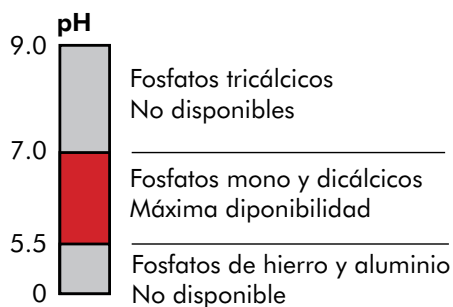 pH
9.0
Fosfatos tricálcicos
No disponibles
7.0
Fosfatos mono y dicálcicos
Máxima diponibilidad
5.5
Fosfatos de hierro y aluminio
No disponible
0